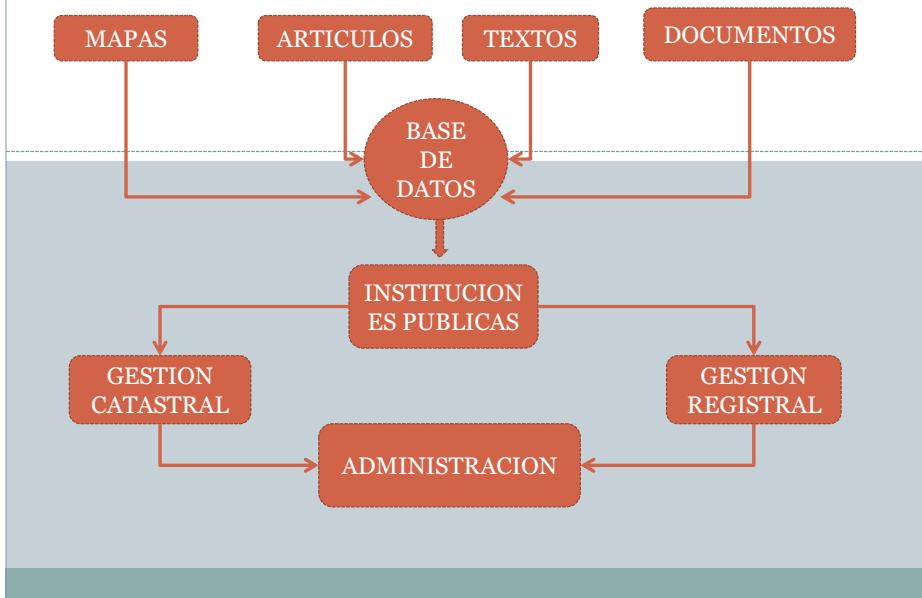 MAPAS
ARTICULOS
TEXTOS
DOCUMENTOS
BASE
DE
DATOS
INSTITUCION
ES PUBLICAS
GESTION
CATASTRAL
GESTION
REGISTRAL
ADMINISTRACION